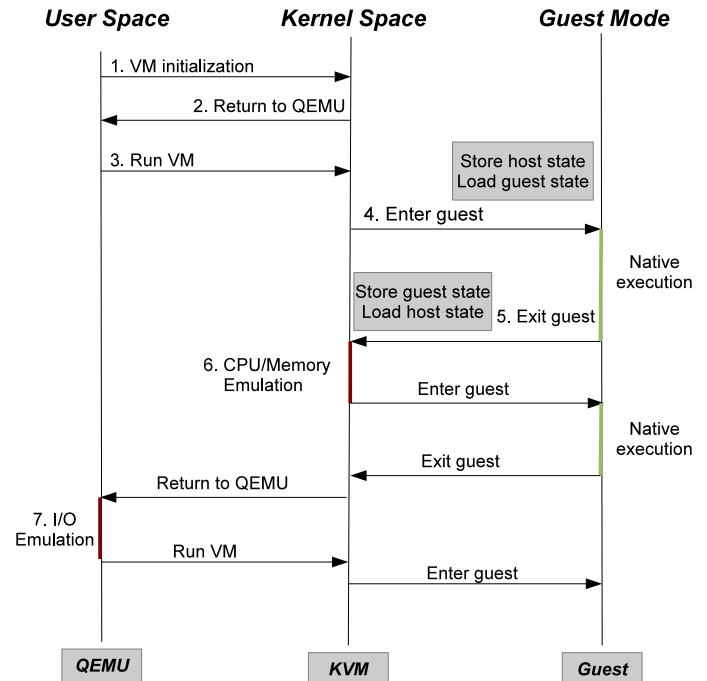 User Space
Kernel Space
Guest Mode
1. VM initialization
2. Return to QEMU
3. Run VM
Store host state
Load guest state
4. Enter guest
Native
execution
Store guest state
Load host state
5. Exit guest
6. CPU/Memory
Emulation
Enter guest
Native
execution
Exit guest
Return to QEMU
7. I/O
Emulation
Run VM
Enter guest
QEMU
KVM
Guest